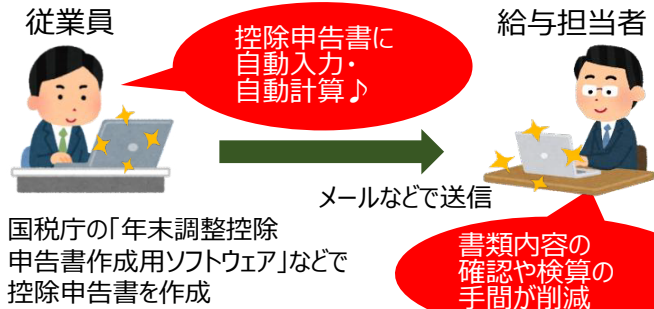 従業員
控除申告書に
自動入力・
自動計算♪
給与担当者
メールなどで送信
国税庁の「年末調整控除
申告書作成用ソフトウェア」などで
控除申告書を作成
書類内容の
確認や検算の
手間が削減